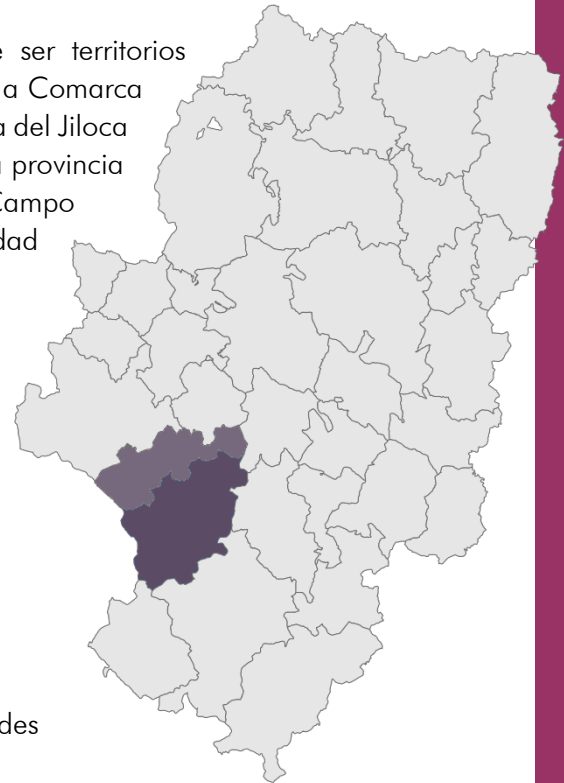 ser territorios
a Comarca
del Jiloca
provincia
Campo
dad
des